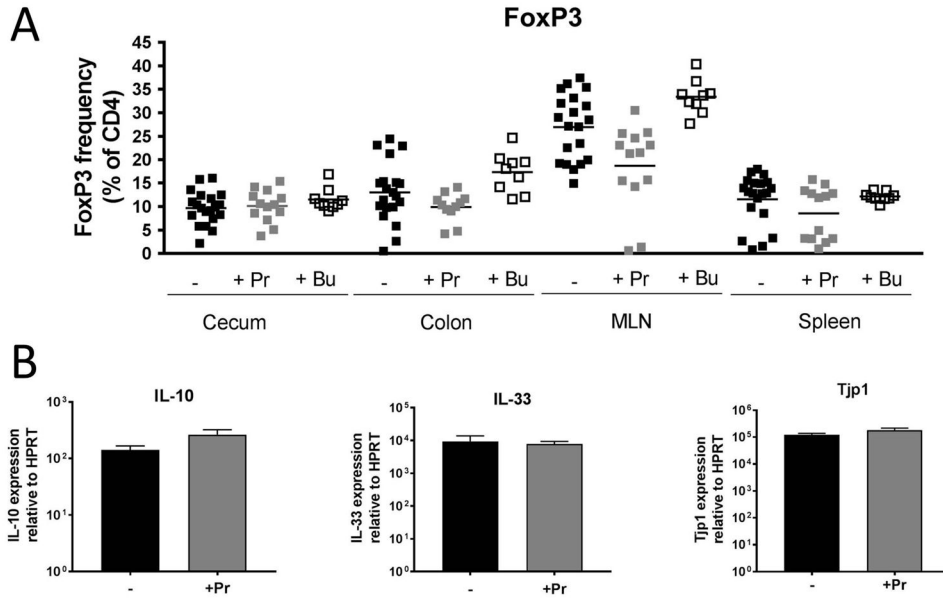 A
FoxP3
FoxP3 frequency
(% of CD4)
45
40
35
30
25
20
15
10
5
0
- + Pr + Bu - + Pr + Bu - + Pr + Bu - + Pr + Bu
Cecum Colon MLN Spleen
B
IL-10
IL-10 expression
relative to HPRT
10³
10²
10¹
10⁰
- +Pr
IL-33
IL-33 expression
relative to HPRT
10⁵
10⁴
10³
10²
10¹
10⁰
- +Pr
Tjp1
Tjp1 expression
relative to HPRT
10⁶
10⁵
10⁴
10³
10²
10¹
10⁰
- +Pr